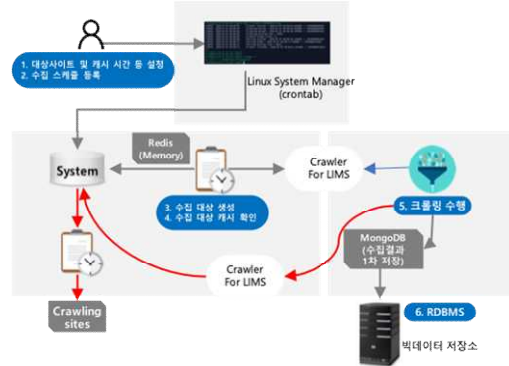 1. 대상사이트 및 캐시 시간 등 설정
2. 수집 스케쥴 등록
Linux System Manager
(crontab)
Redis
(Memory)
System
Crawler
For LIMS
3. 수집 대상 생성
4. 수집 대상 캐시 확인
5. 크롤링 수행
MongoDB
(수집결과
1차 저장)
Crawler
For LIMS
Crawling
sites
6. RDBMS
빅데이터 저장소